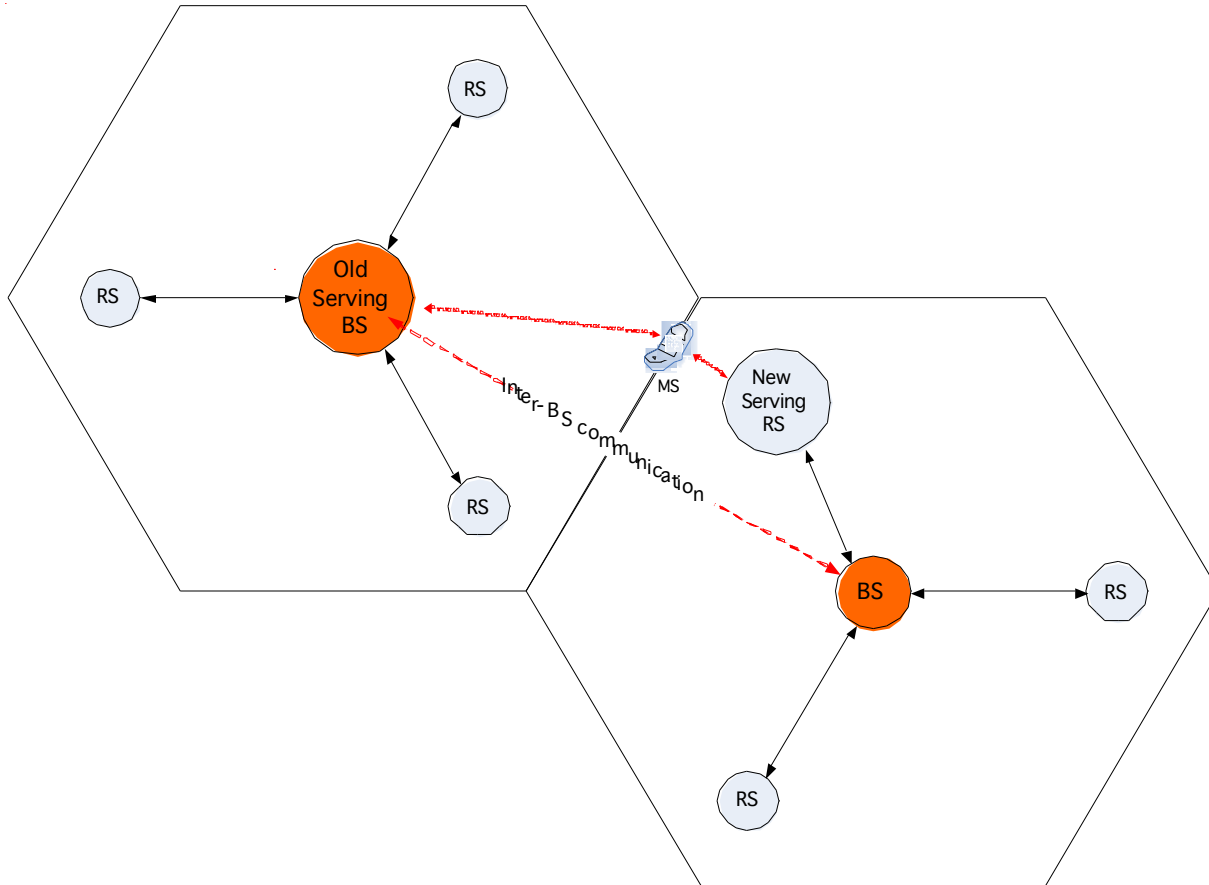 RS
RS
Old
Serving
BS
MS
New
Serving
RS
Inter-BS communication
RS
BS
RS
RS